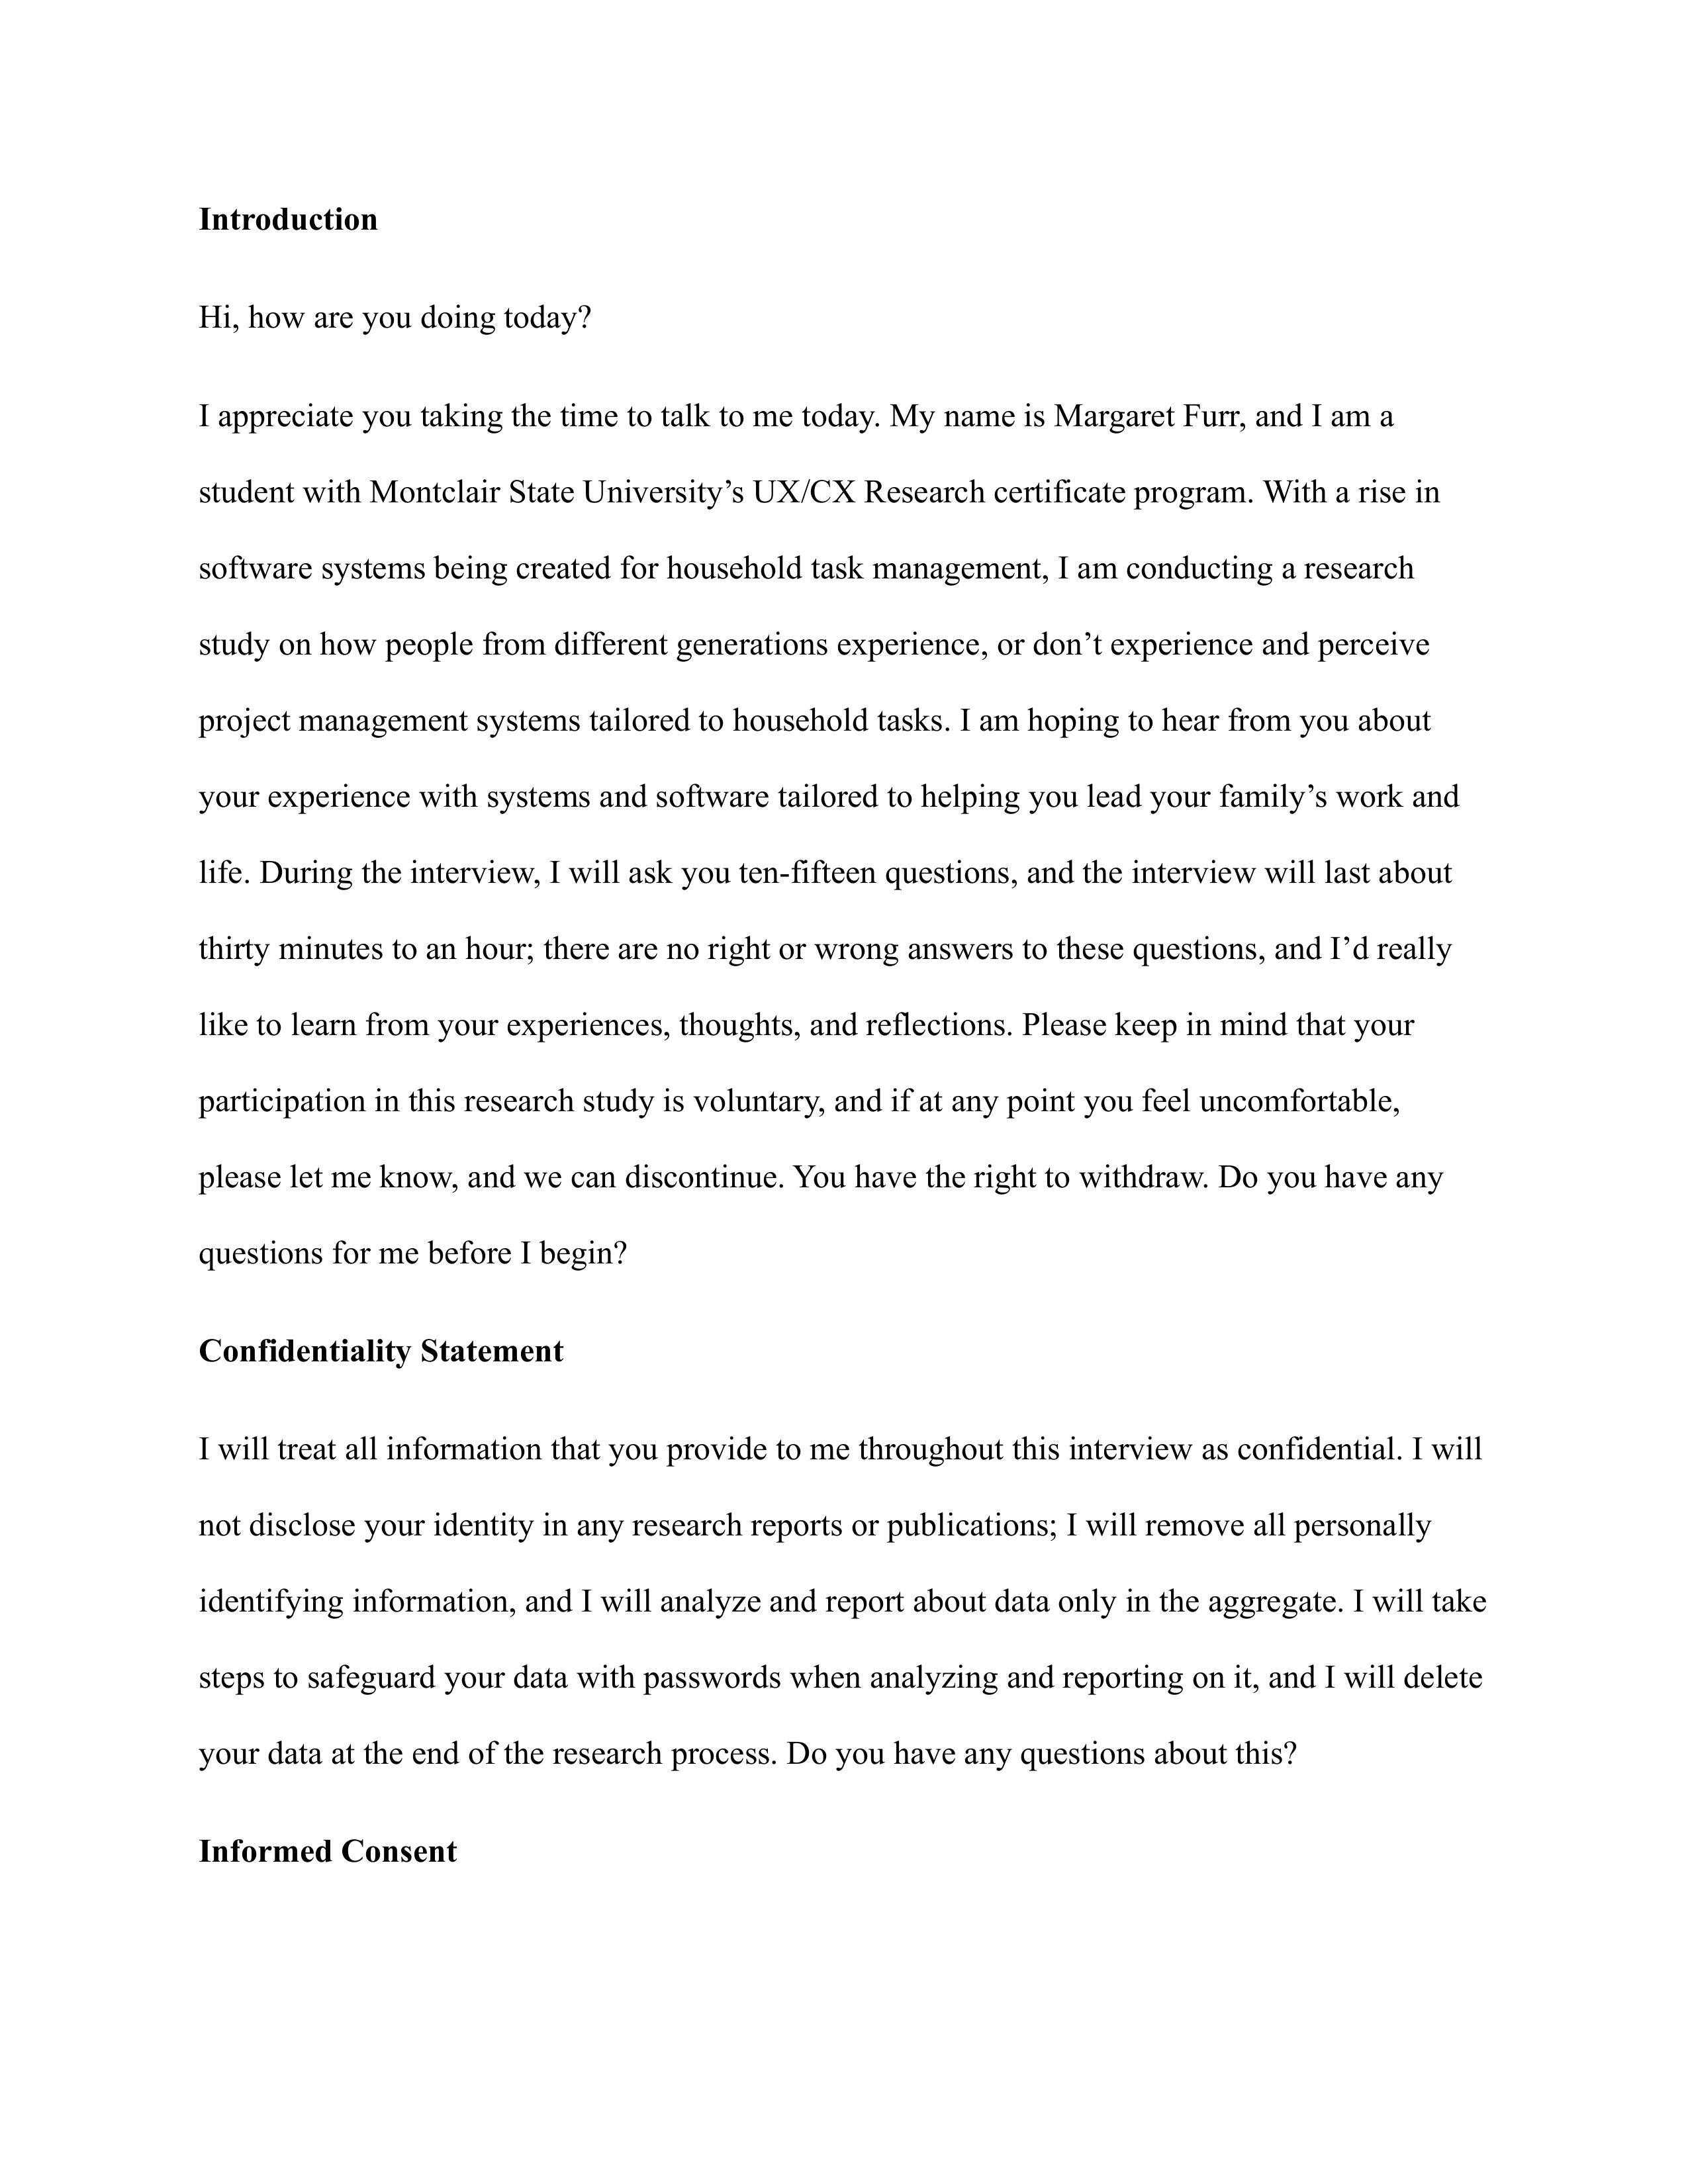 Introduction
Hi, how are you doing today?
I appreciate you taking the time to talk to me today. My name is Margaret Furr, and I am a
student with Montclair State University’s UX/CX Research certificate program. With a rise in
software systems being created for household task management, I am conducting a research
study on how people from different generations experience, or don’t experience and perceive
project management systems tailored to household tasks. I am hoping to hear from you about
your experience with systems and software tailored to helping you lead your family’s work and
life. During the interview, I will ask you ten-fifteen questions, and the interview will last about
thirty minutes to an hour; there are no right or wrong answers to these questions, and I’d really
like to learn from your experiences, thoughts, and reflections. Please keep in mind that your
participation in this research study is voluntary, and if at any point you feel uncomfortable,
please let me know, and we can discontinue. You have the right to withdraw. Do you have any
questions for me before I begin?
Confidentiality Statement
I will treat all information that you provide to me throughout this interview as confidential. I will
not disclose your identity in any research reports or publications; I will remove all personally
identifying information, and I will analyze and report about data only in the aggregate. I will take
steps to safeguard your data with passwords when analyzing and reporting on it, and I will delete
your data at the end of the research process. Do you have any questions about this?
Informed Consent